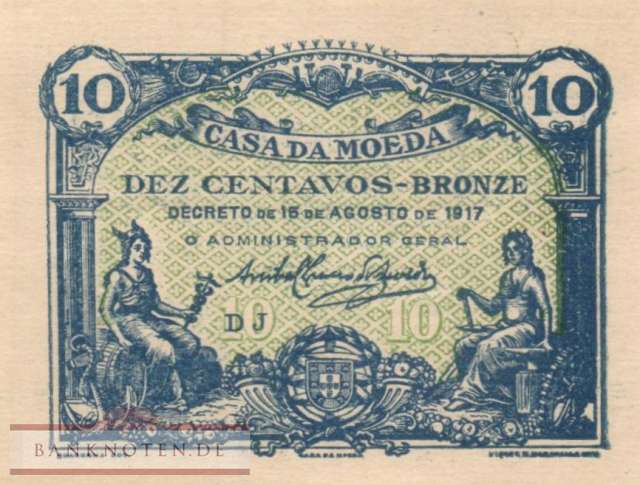 10 10
CASA DA MOEDA
DEZ CENTAVOS-BRONZE
DECRETO DE 15 DE AGOSTO DE 1917
O ADMINISTRADOR GERAL
10 10
DJ
BANKNOTEN.DE